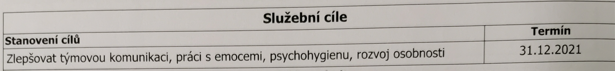 Služební cíle
Stanovení cílů Termín
Zlepšovat týmovou komunikaci, práci s emocemi, psychohygienu, rozvoj osobnosti 31.12.2021